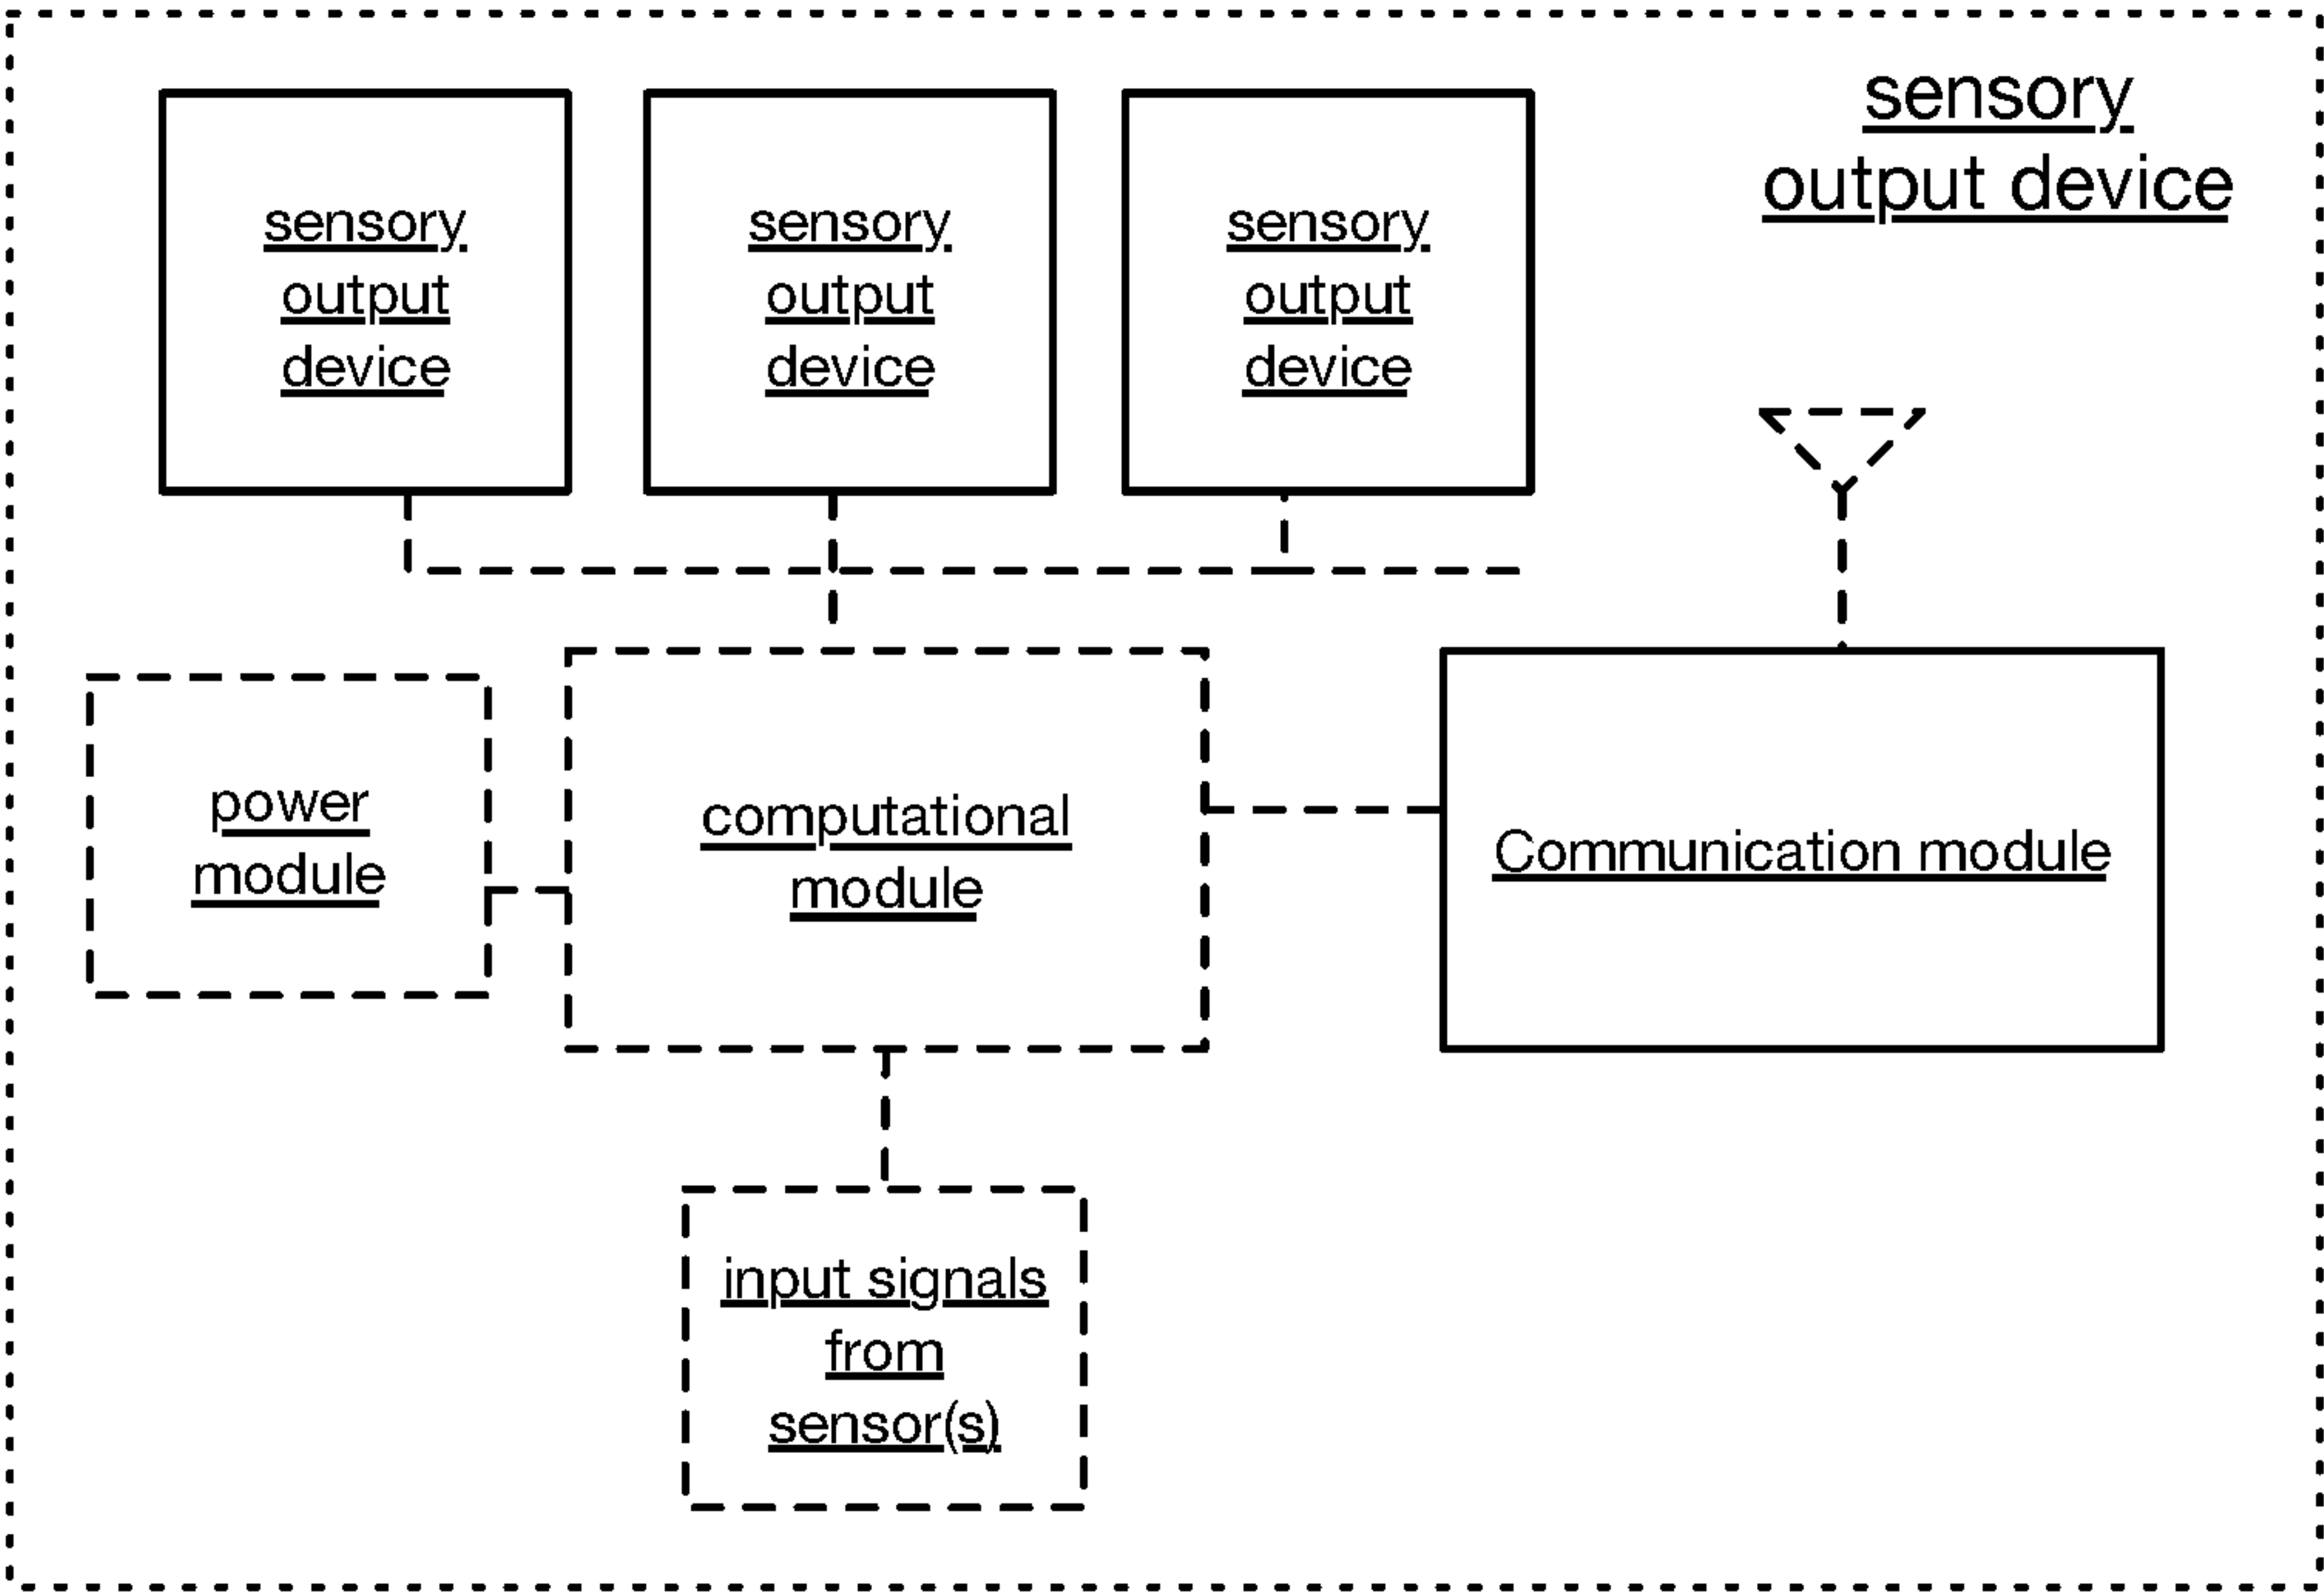 sensory
output device
sensory
output
device
sensory
output
device
sensory
output
device
power
module
computational
module
Communication module
input signals
from
sensor(s)